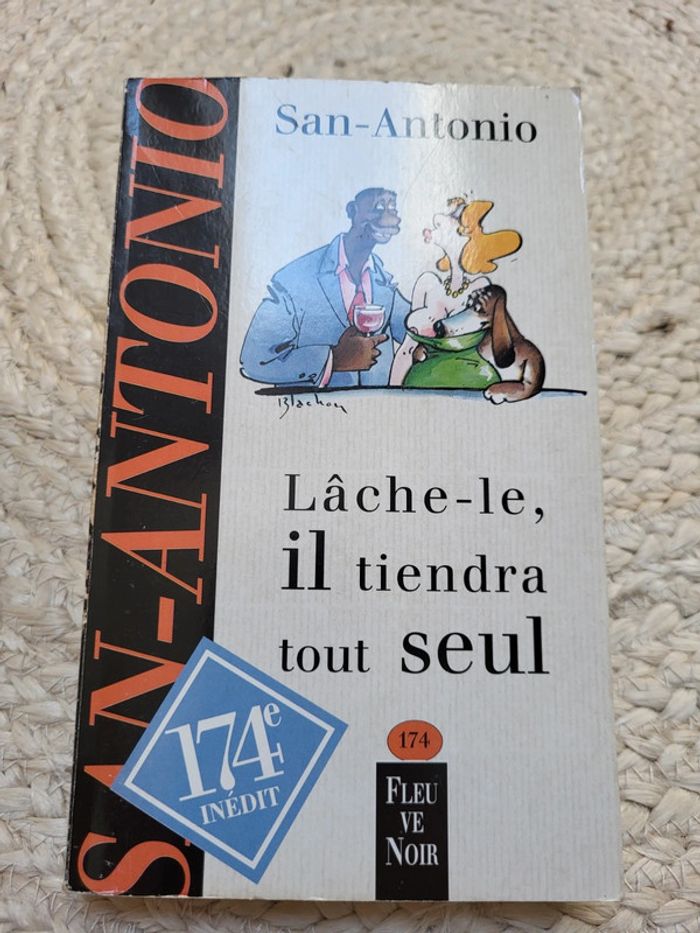 SAN-ANTONIO
San-Antonio
Blachon
Lâche-le,
il tiendra
tout seul
174e
INÉDIT
174
FLEU
VE
NOIR